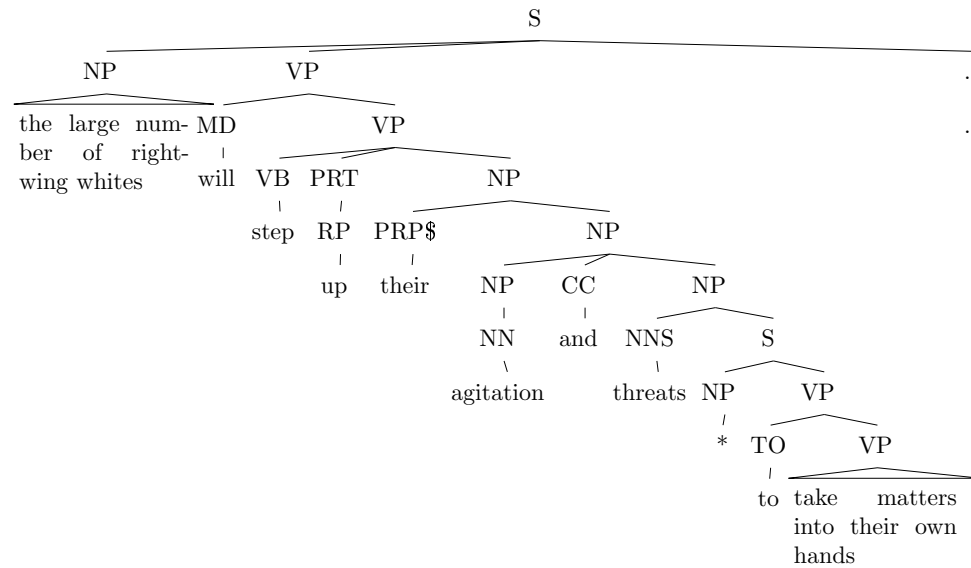 S
NP VP .
the large num- MD VP .
ber of right-
wing whites will VB PRT NP
step RP PRP$ NP
up their NP CC NP
NN and NNS S
agitation threats NP VP
* TO VP
to take matters
into their own
hands